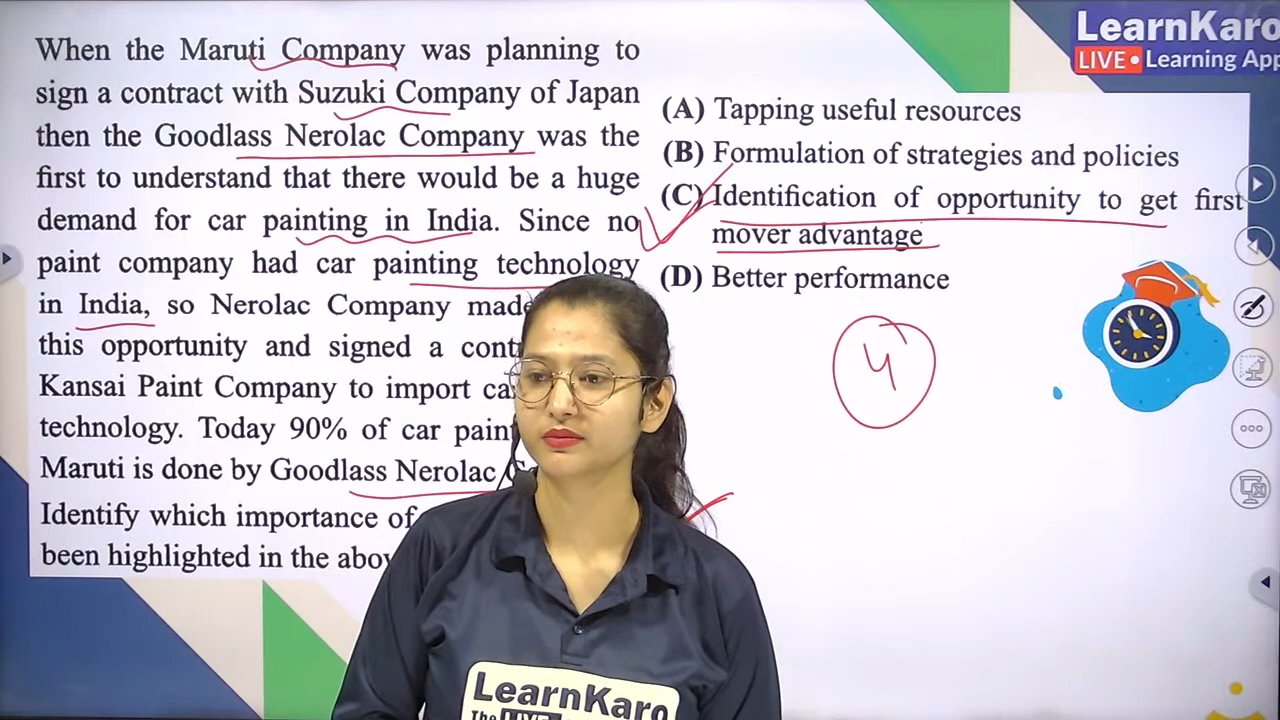 When the Maruti Company was planning to
sign a contract with Suzuki Company of Japan
then the Goodlass Nerolac Company was the
first to understand that there would be a huge
demand for car painting in India. Since no
paint company had car painting technology
in India, so Nerolac Company made
this opportunity and signed a
Kansai Paint Company to import
technology. Today 90% of car
Maruti is done by Goodlass Nerolac
Identify which importance of
been highlighted in the
(A) Tapping useful resources
(B) Formulation of strategies and policies
(C) Identification of opportunity to get first
mover advantage
(D) Better performance
4
LearnKaro
LIVE • Learning App
LearnKaro
The LIVE